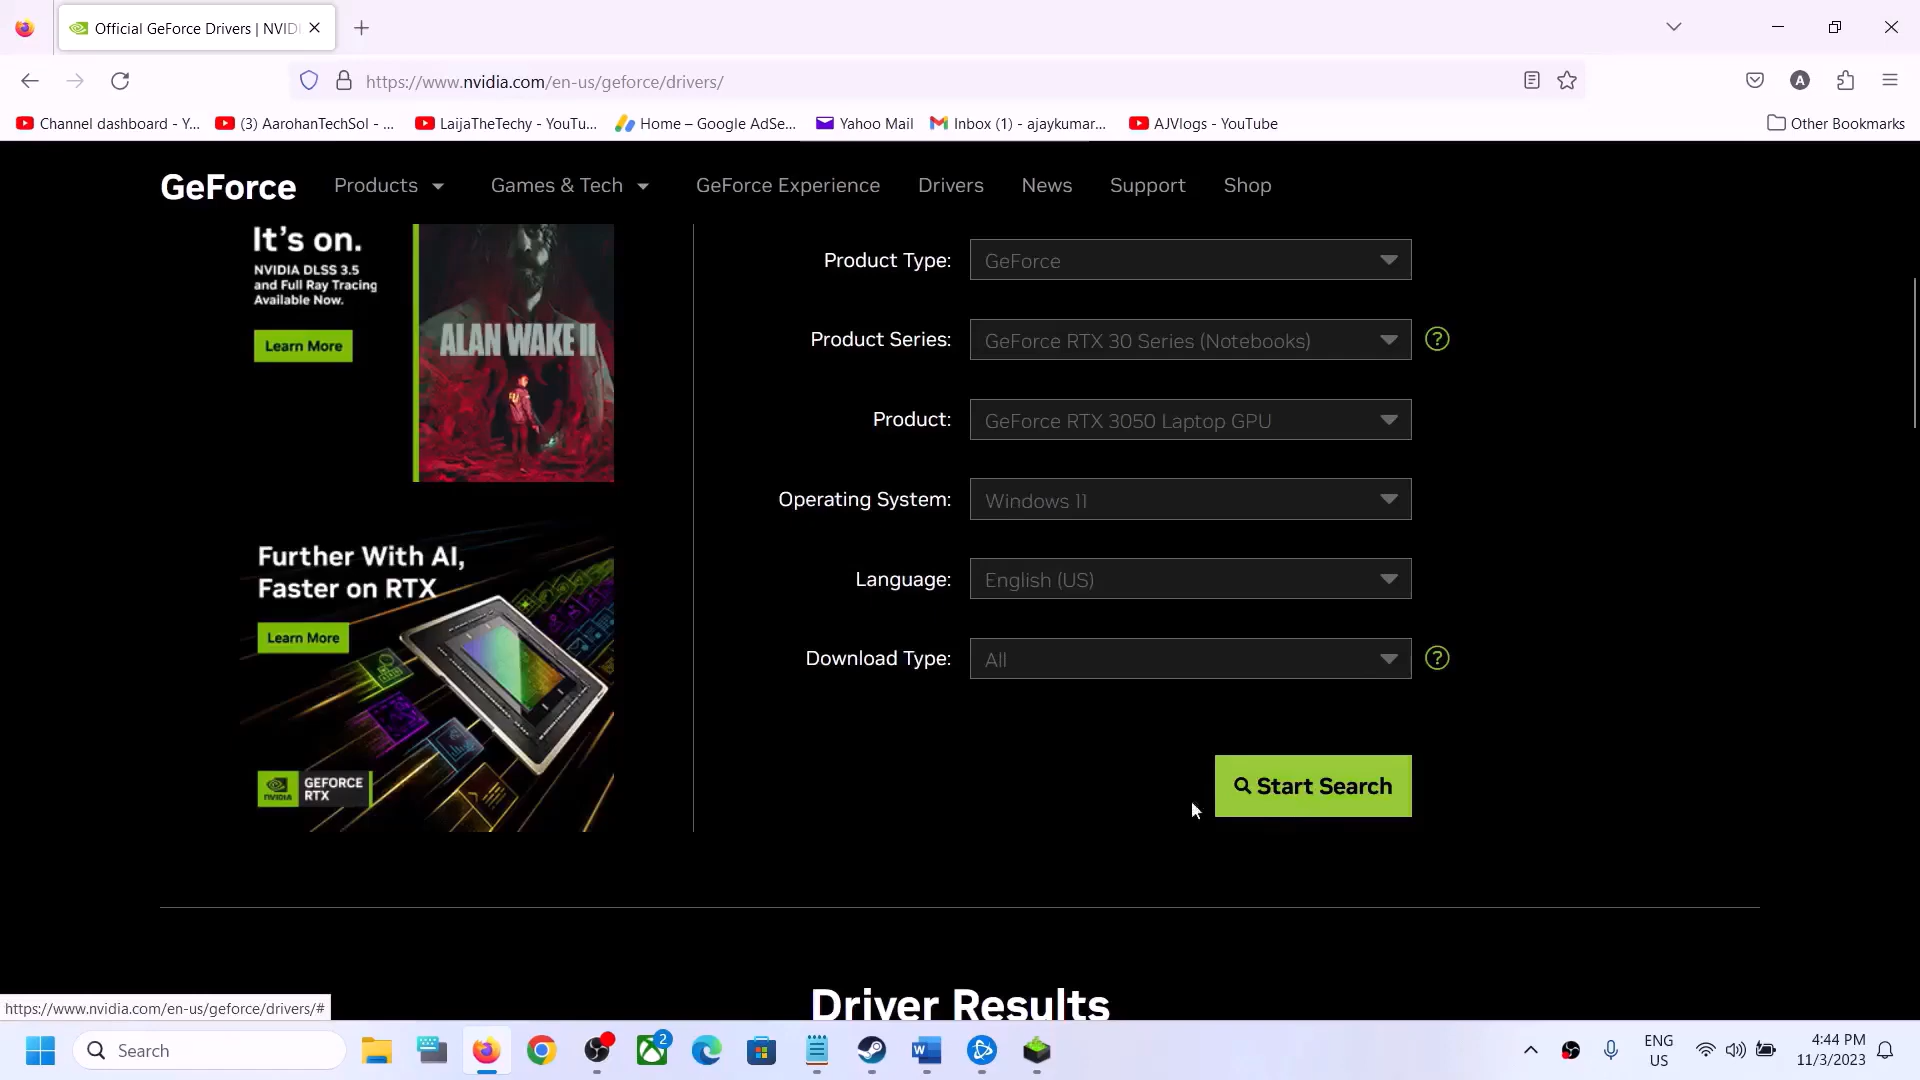 Official GeForce Drivers | NVID
https://www.nvidia.com/en-us/geforce/drivers/
Channel dashboard - Y...
(3) AarohanTechSol - ...
LaijaTheTechy - YouTu...
Home – Google AdSe...
Yahoo Mail
Inbox (1) - ajaykumar...
AJVlogs - YouTube
Other Bookmarks
GeForce
Products
Games & Tech
GeForce Experience
Drivers
News
Support
Shop
It's on.
NVIDIA DLSS 3.5
and Full Ray Tracing
Available Now.
Learn More
ALAN WAKE II
Further With AI,
Faster on RTX
Learn More
NVIDIA
GEFORCE
RTX
Product Type:
GeForce
Product Series:
GeForce RTX 30 Series (Notebooks)
?
Product:
GeForce RTX 3050 Laptop GPU
Operating System:
Windows 11
Language:
English (US)
Download Type:
All
?
Start Search
Driver Results
https://www.nvidia.com/en-us/geforce/drivers/#
Search
2
ENG
US
4:44 PM
11/3/2023
A
W